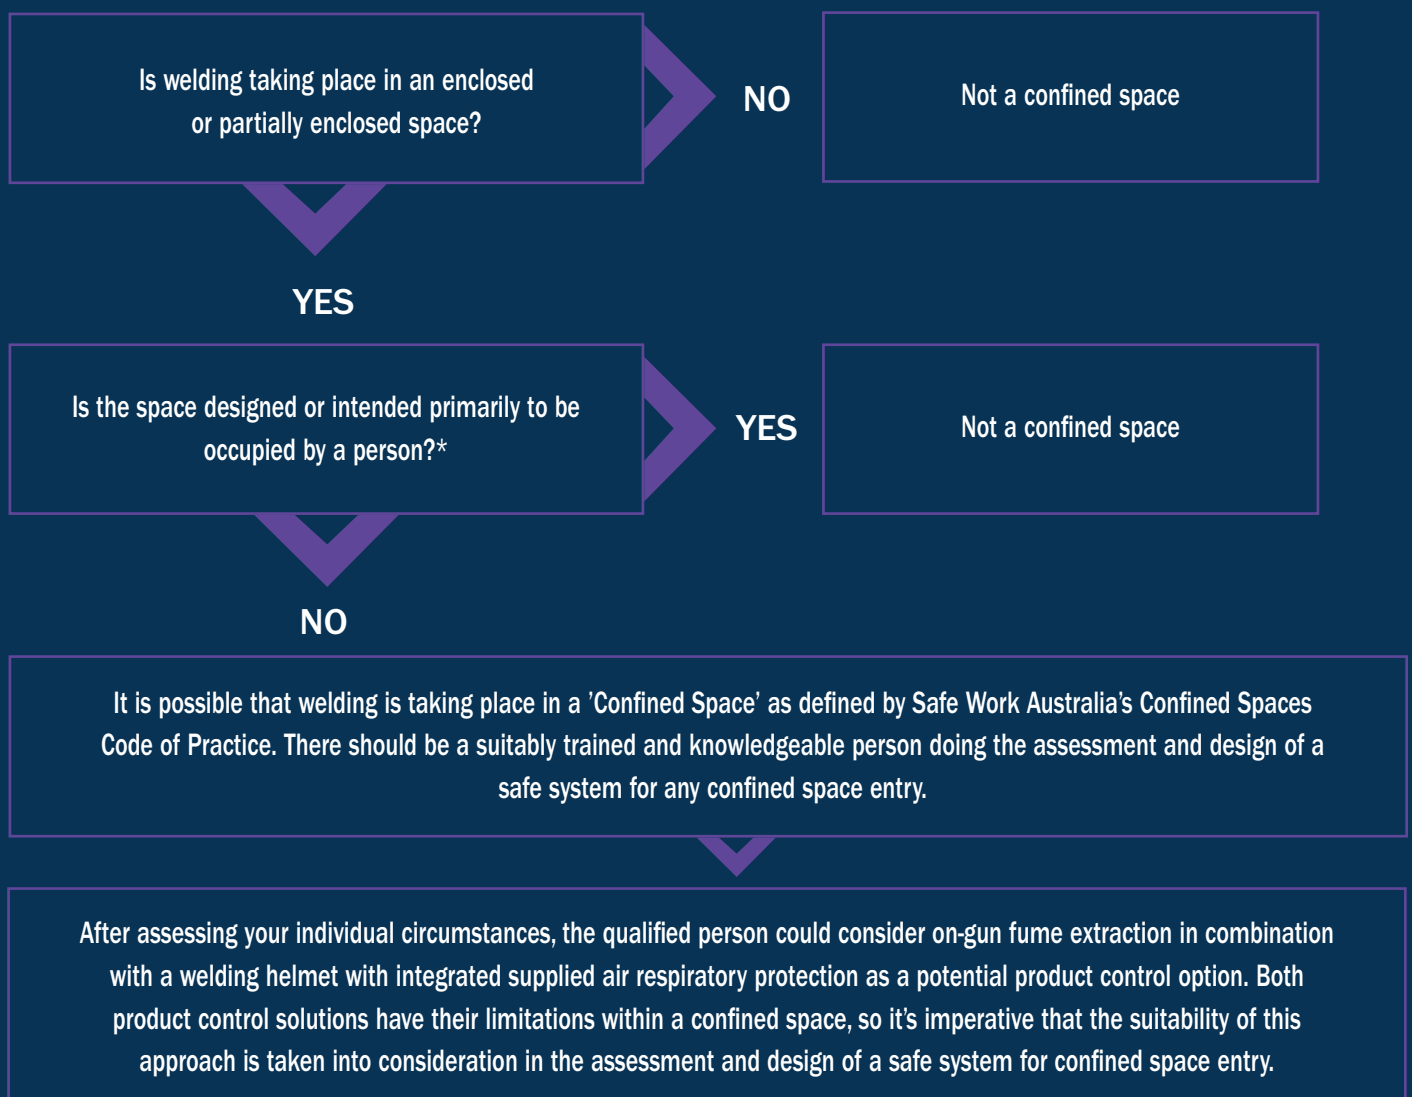 Is welding taking place in an enclosed
or partially enclosed space?
NO
Not a confined space
YES
Is the space designed or intended primarily to be
occupied by a person?*
YES
Not a confined space
NO
It is possible that welding is taking place in a ’Confined Space’ as defined by Safe Work Australia’s Confined Spaces
Code of Practice. There should be a suitably trained and knowledgeable person doing the assessment and design of a
safe system for any confined space entry.
After assessing your individual circumstances, the qualified person could consider on-gun fume extraction in combination
with a welding helmet with integrated supplied air respiratory protection as a potential product control option. Both
product control solutions have their limitations within a confined space, so it’s imperative that the suitability of this
approach is taken into consideration in the assessment and design of a safe system for confined space entry.